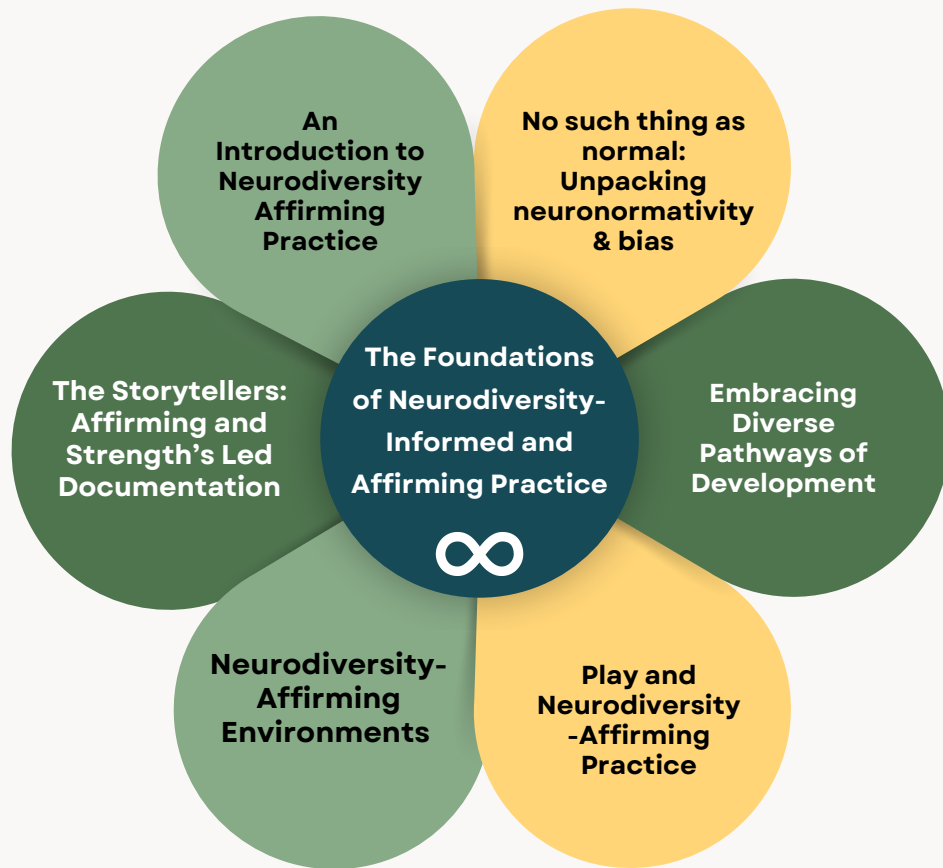 An
Introduction to
Neurodiversity
Affirming
Practice
No such thing as
normal:
Unpacking
neuronormativity
& bias
The Storytellers:
Affirming and
Strength's Led
Documentation
The Foundations
of Neurodiversity-
Informed and
Affirming Practice
Embracing
Diverse
Pathways of
Development
Neurodiversity-
Affirming
Environments
Play and
Neurodiversity
-Affirming
Practice